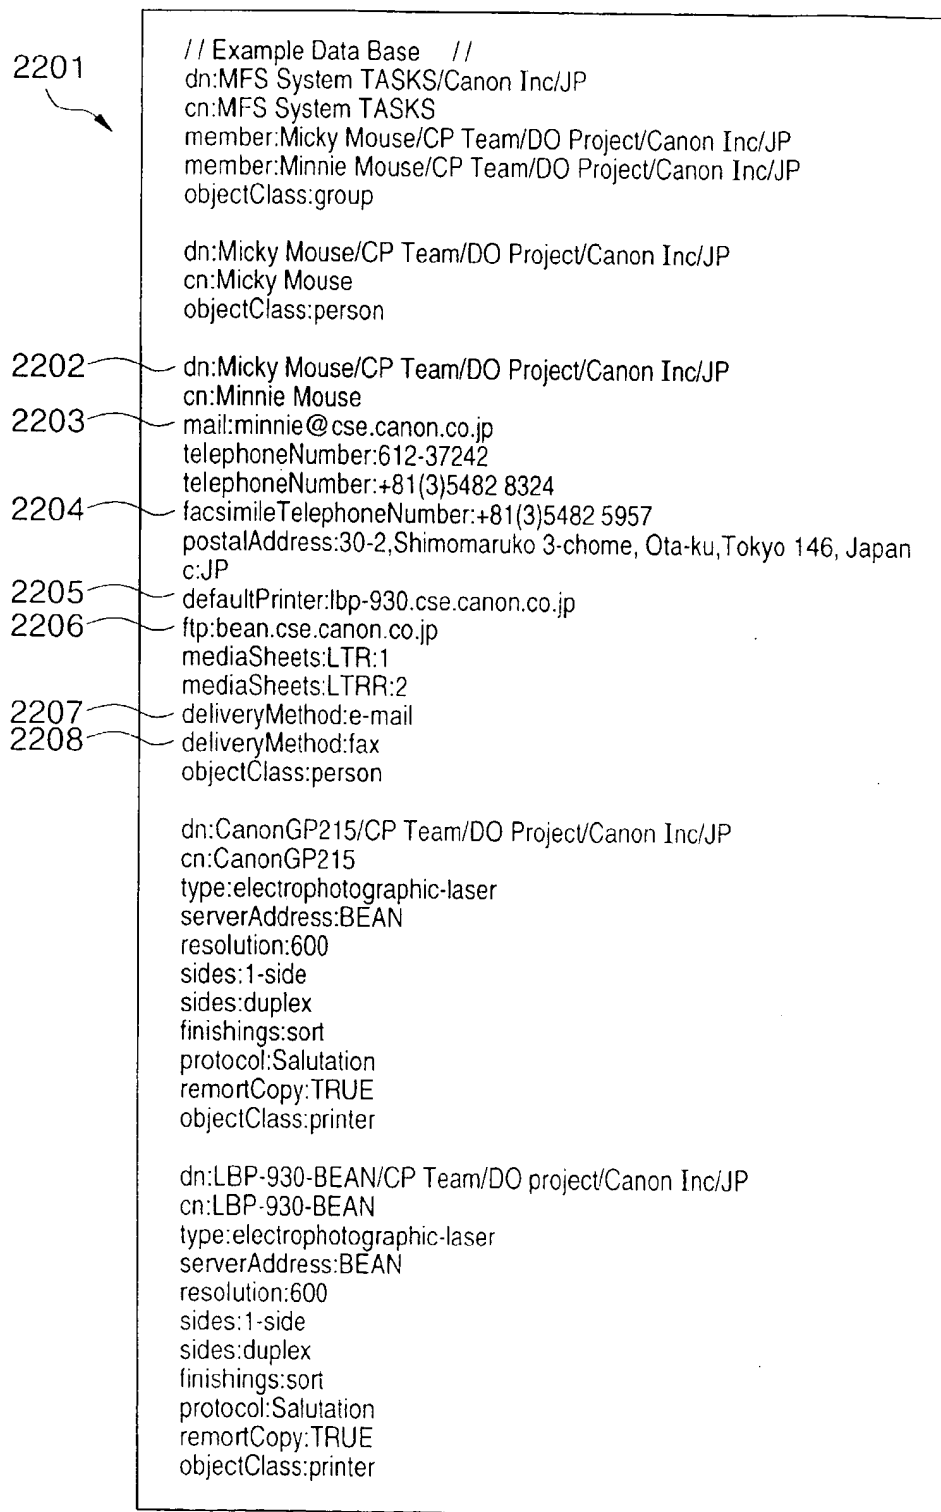 2201
// Example Data Base //
dn:MFS System TASKS/Canon Inc/JP
cn:MFS System TASKS
member:Micky Mouse/CP Team/DO Project/Canon Inc/JP
member:Minnie Mouse/CP Team/DO Project/Canon Inc/JP
objectClass:group
dn:Micky Mouse/CP Team/DO Project/Canon Inc/JP
cn:Micky Mouse
objectClass:person
2202 dn:Micky Mouse/CP Team/DO Project/Canon Inc/JP
cn:Minnie Mouse
2203 mail:minnie@cse.canon.co.jp
telephoneNumber:612-37242
telephoneNumber:+81(3)5482 8324
2204 facsimileTelephoneNumber:+81(3)5482 5957
postalAddress:30-2,Shimomaruko 3-chome, Ota-ku,Tokyo 146, Japan
c:JP
2205 defaultPrinter:lbp-930.cse.canon.co.jp
2206 ftp:bean.cse.canon.co.jp
mediaSheets:LTR:1
mediaSheets:LTRR:2
2207 deliveryMethod:e-mail
2208 deliveryMethod:fax
objectClass:person
dn:CanonGP215/CP Team/DO Project/Canon Inc/JP
cn:CanonGP215
type:electrophotographic-laser
serverAddress:BEAN
resolution:600
sides:1-side
sides:duplex
finishings:sort
protocol:Salutation
remortCopy:TRUE
objectClass:printer
dn:LBP-930-BEAN/CP Team/DO project/Canon Inc/JP
cn:LBP-930-BEAN
type:electrophotographic-laser
serverAddress:BEAN
resolution:600
sides:1-side
sides:duplex
finishings:sort
protocol:Salutation
remortCopy:TRUE
objectClass:printer